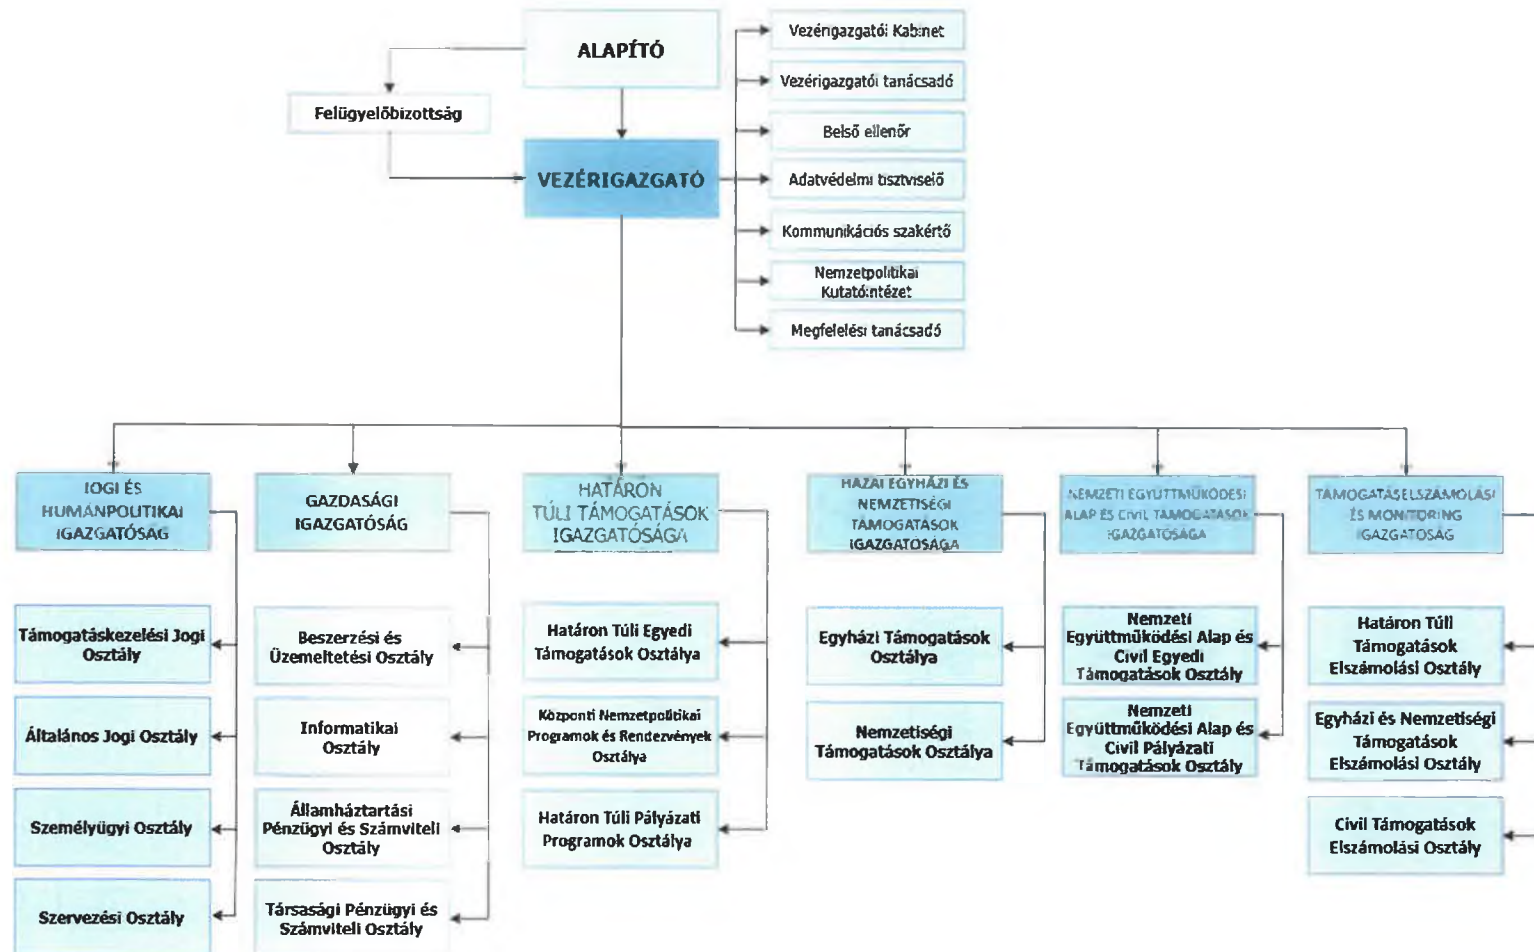 ALAPÍTÓ
Felügyelőbizottság
VEZÉRIGAZGATÓ
Vezérigazgatói Kabinet
Vezérigazgatói tanácsadó
Belső ellenőr
Adatvédelmi tisztviselő
Kommunikációs szakértő
Nemzetpolitikai
Kutatóintézet
Megfelelési tanácsadó
JOGI ÉS
HUMÁNPOLITIKAI
IGAZGATÓSÁG
Támogatáskezelési Jogi
Osztály
Általános Jogi Osztály
Személyügyi Osztály
Szervezési Osztály
GAZDASÁGI
IGAZGATÓSÁG
Beszerzési és
Üzemeltetési Osztály
Informatikai
Osztály
Államháztartási
Pénzügyi és Számviteli
Osztály
Társasági Pénzügyi és
Számviteli Osztály
HATÁRON
TÚLI TÁMOGATÁSOK
IGAZGATÓSÁGA
Határon Túli Egyedi
Támogatások Osztálya
Központi Nemzetpolitikai
Programok és Rendezvények
Osztálya
Határon Túli Pályázati
Programok Osztálya
HAZAI EGYHÁZI ÉS
NEMZETISÉGI
TÁMOGATÁSOK
IGAZGATÓSÁGA
Egyházi Támogatások
Osztálya
Nemzetiségi
Támogatások Osztálya
NEMZETI EGYÜTTMŰKÖDÉSI
ALAP ÉS CIVIL TÁMOGATÁSOK
IGAZGATÓSÁGA
Nemzeti
Együttműködési Alap és
Civil Egyedi
Támogatások Osztály
Nemzeti
Együttműködési Alap és
Civil Pályázati
Támogatások Osztály
TÁMOGATÁSELSZÁMOLÁSI
ÉS MONITORING
IGAZGATÓSÁG
Határon Túli
Támogatások
Elszámolási Osztály
Egyházi és Nemzetiségi
Támogatások
Elszámolási Osztály
Civil Támogatások
Elszámolási Osztály